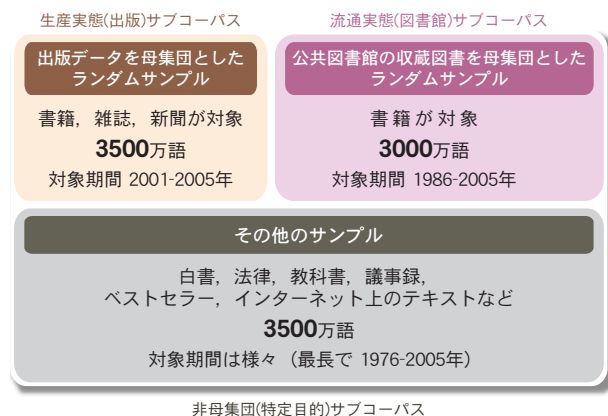 生産実態(出版)サブコーパス
出版データを母集団とした
ランダムサンプル
書籍，雑誌，新聞が対象
3500万語
対象期間 2001-2005年
流通実態(図書館)サブコーパス
公共図書館の収蔵図書を母集団とした
ランダムサンプル
書籍が対象
3000万語
対象期間 1986-2005年
その他のサンプル
白書，法律，教科書，議事録，
ベストセラー，インターネット上のテキストなど
3500万語
対象期間は様々（最長で 1976-2005年）
非母集団(特定目的)サブコーパス